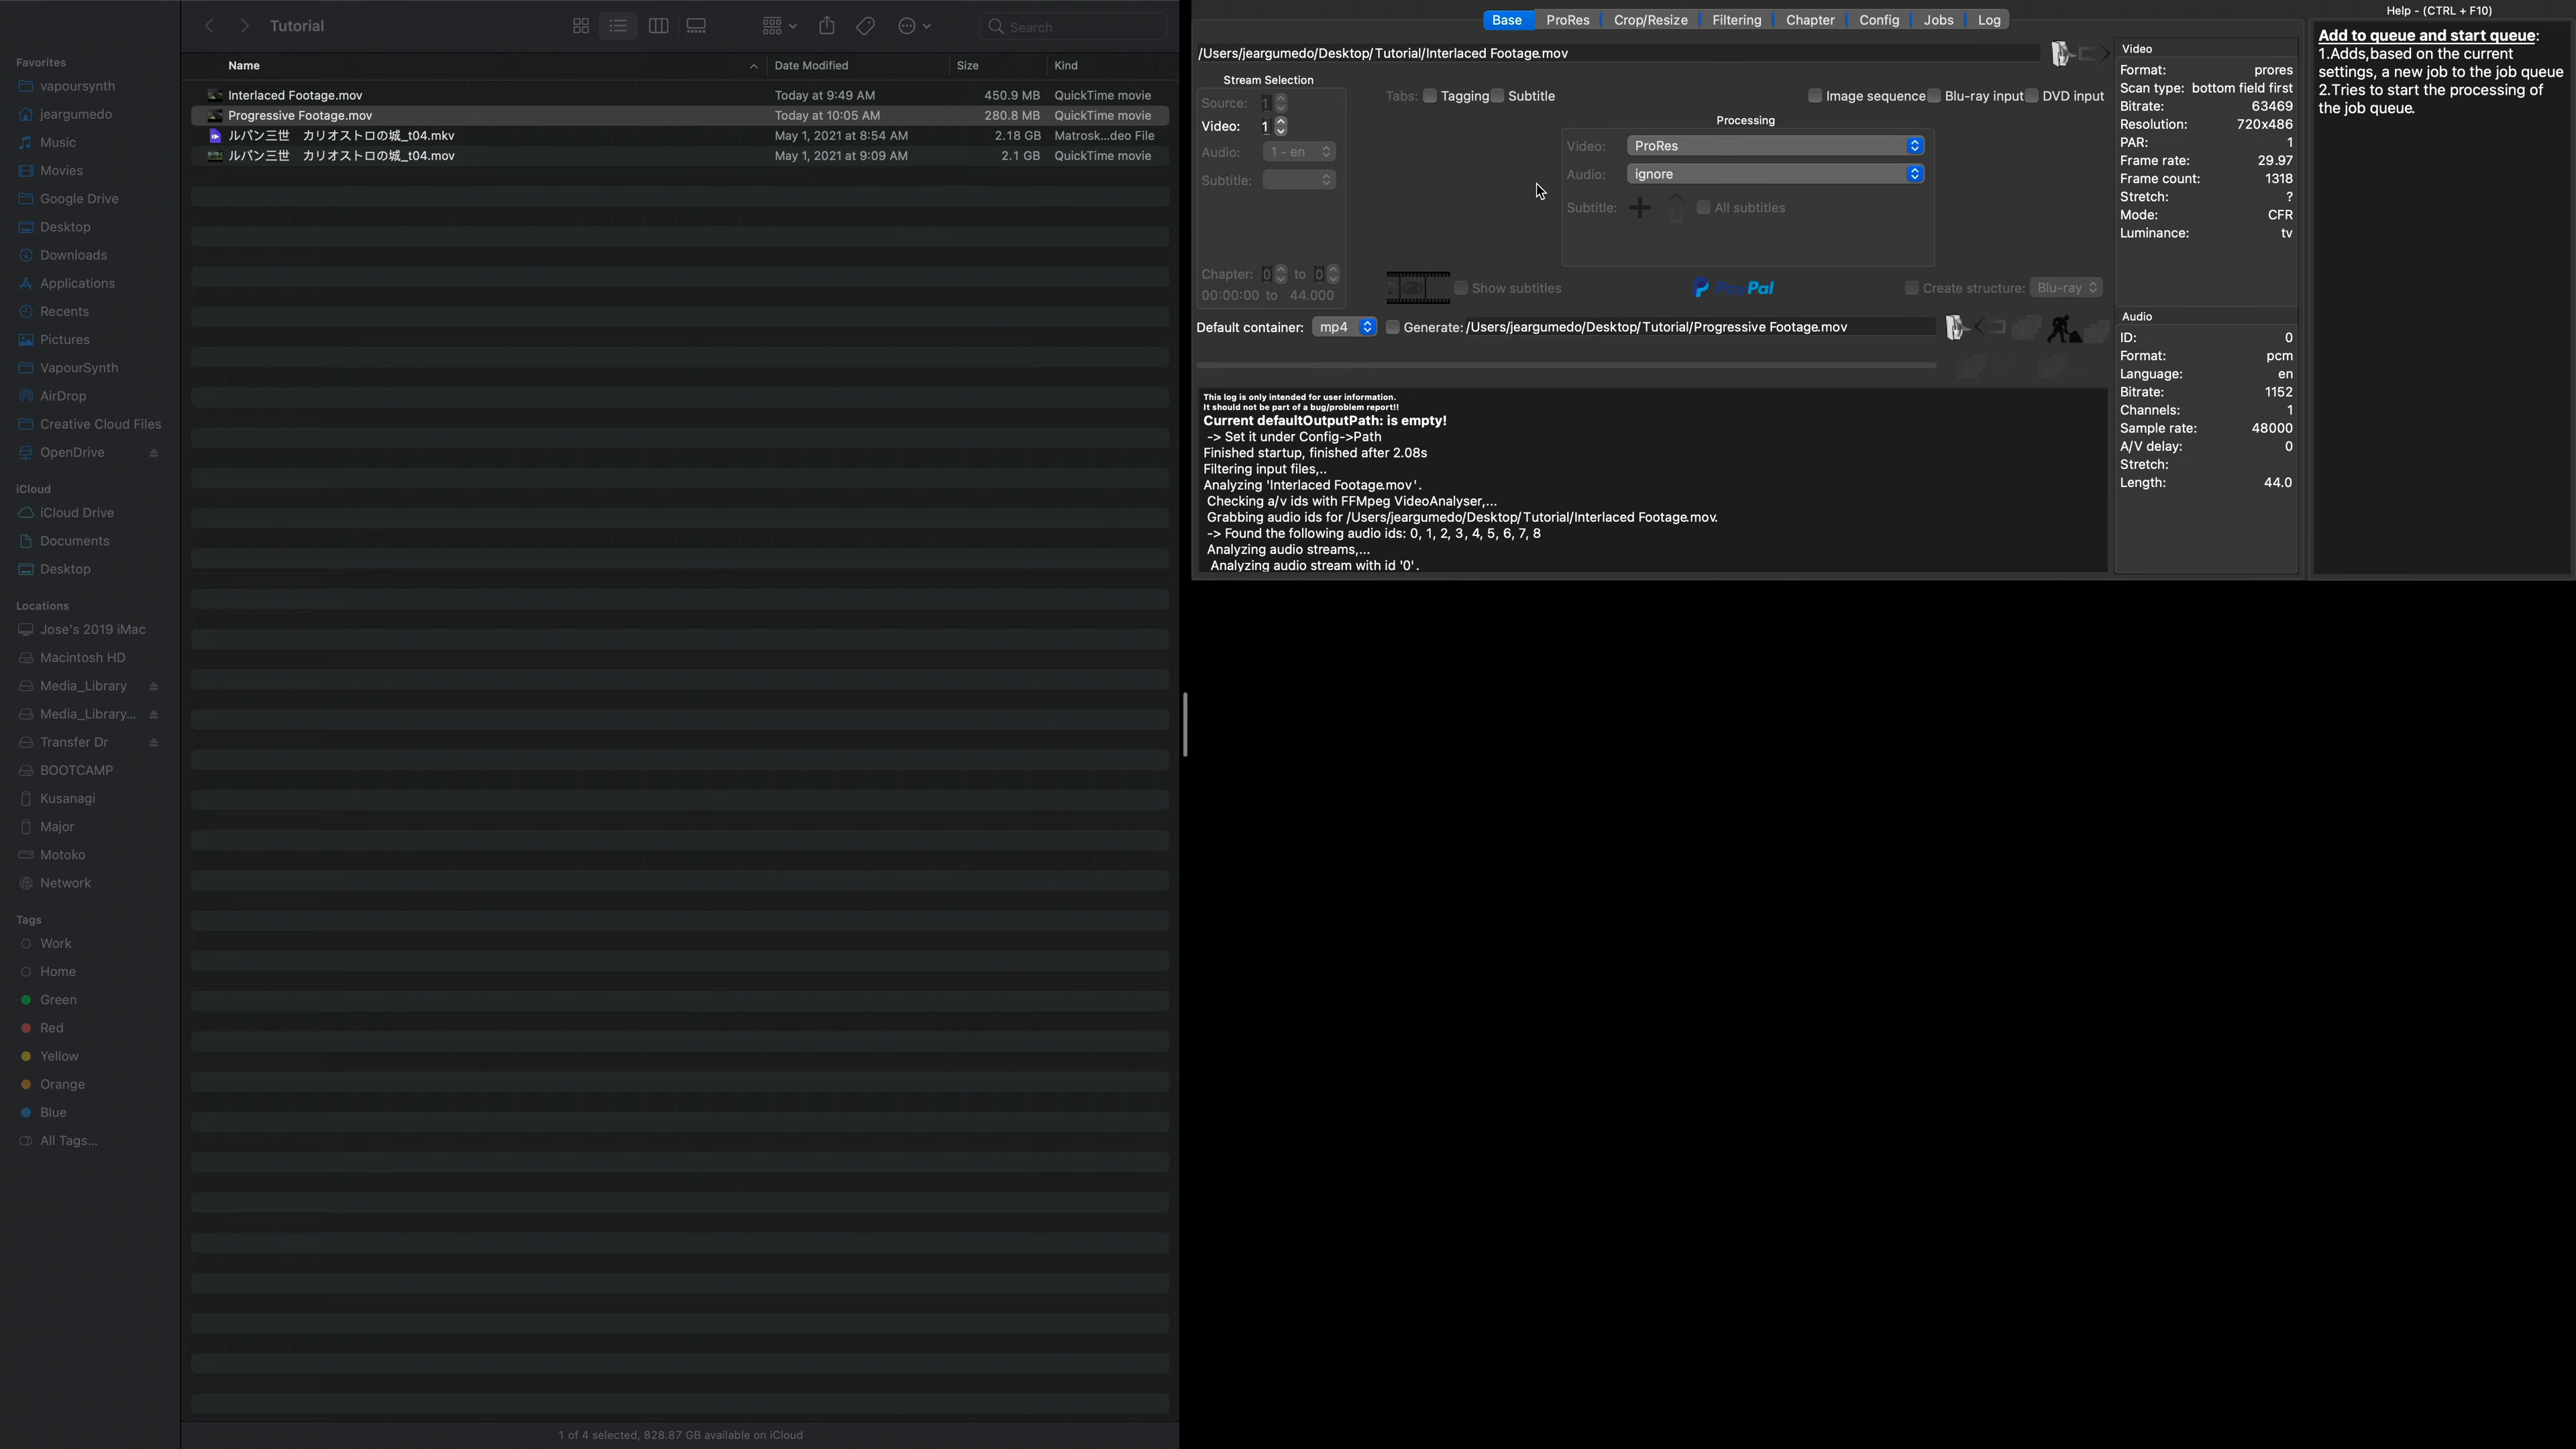 Tutorial
Search
Favorites
vapoursynth
jeargumedo
Music
Movies
Google Drive
Desktop
Downloads
Applications
Recents
Pictures
VapourSynth
AirDrop
Creative Cloud Files
OpenDrive
iCloud
iCloud Drive
Documents
Desktop
Locations
Jose's 2019 iMac
Macintosh HD
Media_Library
Media_Library...
Transfer Dr
BOOTCAMP
Kusanagi
Major
Motoko
Network
Tags
Work
Home
Green
Red
Yellow
Orange
Blue
All Tags...
Name Date Modified Size Kind
Interlaced Footage.mov Today at 9:49 AM 450.9 MB QuickTime movie
Progressive Footage.mov Today at 10:05 AM 280.8 MB QuickTime movie
ルパン三世 カリオストロの城_t04.mkv May 1, 2021 at 8:54 AM 2.18 GB Matrosk...deo File
ルパン三世 カリオストロの城_t04.mov May 1, 2021 at 9:09 AM 2.1 GB QuickTime movie
1 of 4 selected, 828.87 GB available on iCloud
Base ProRes Crop/Resize Filtering Chapter Config Jobs Log
/Users/jeargumedo/Desktop/Tutorial/Interlaced Footage.mov
Stream Selection
Source: 1
Video: 1
Audio: 1 - en
Subtitle:
Chapter: 0 to 0
00:00:00 to 44.000
Tabs: Tagging Subtitle Image sequence Blu-ray input DVD input
Processing
Video: ProRes
Audio: ignore
Subtitle: All subtitles
Show subtitles PayPal Create structure: Blu-ray
Default container: mp4 Generate: /Users/jeargumedo/Desktop/Tutorial/Progressive Footage.mov
This log is only intended for user information.
It should not be part of a bug/problem report!!
Current defaultOutputPath: is empty!
-> Set it under Config->Path
Finished startup, finished after 2.08s
Filtering input files,..
Analyzing 'Interlaced Footage.mov'.
Checking a/v ids with FFMpeg VideoAnalyser,...
Grabbing audio ids for /Users/jeargumedo/Desktop/Tutorial/Interlaced Footage.mov.
-> Found the following audio ids: 0, 1, 2, 3, 4, 5, 6, 7, 8
Analyzing audio streams,...
Analyzing audio stream with id '0'.
Video
Format: prores
Scan type: bottom field first
Bitrate: 63469
Resolution: 720x486
PAR: 1
Frame rate: 29.97
Frame count: 1318
Stretch: ?
Mode: CFR
Luminance: tv
Audio
ID: 0
Format: pcm
Language: en
Bitrate: 1152
Channels: 1
Sample rate: 48000
A/V delay: 0
Stretch:
Length: 44.0
Help - (CTRL + F10)
Add to queue and start queue:
1.Adds,based on the current
settings, a new job to the job queue
2.Tries to start the processing of
the job queue.